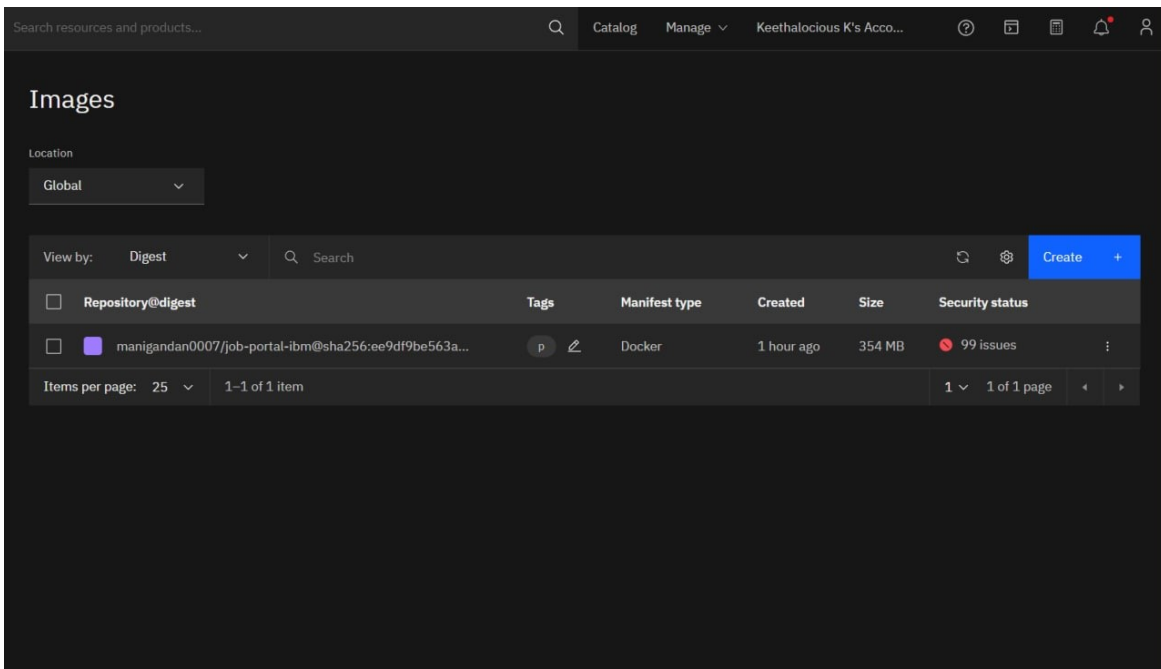 Search resources and products... Catalog Manage Keethalocious K's Acco...
Images
Location
Global
View by: Digest Search Create +
Repository@digest Tags Manifest type Created Size Security status
manigandan0007/job-portal-ibm@sha256:ee9df9be563a... p Docker 1 hour ago 354 MB 99 issues
Items per page: 25 1–1 of 1 item 1 1 of 1 page